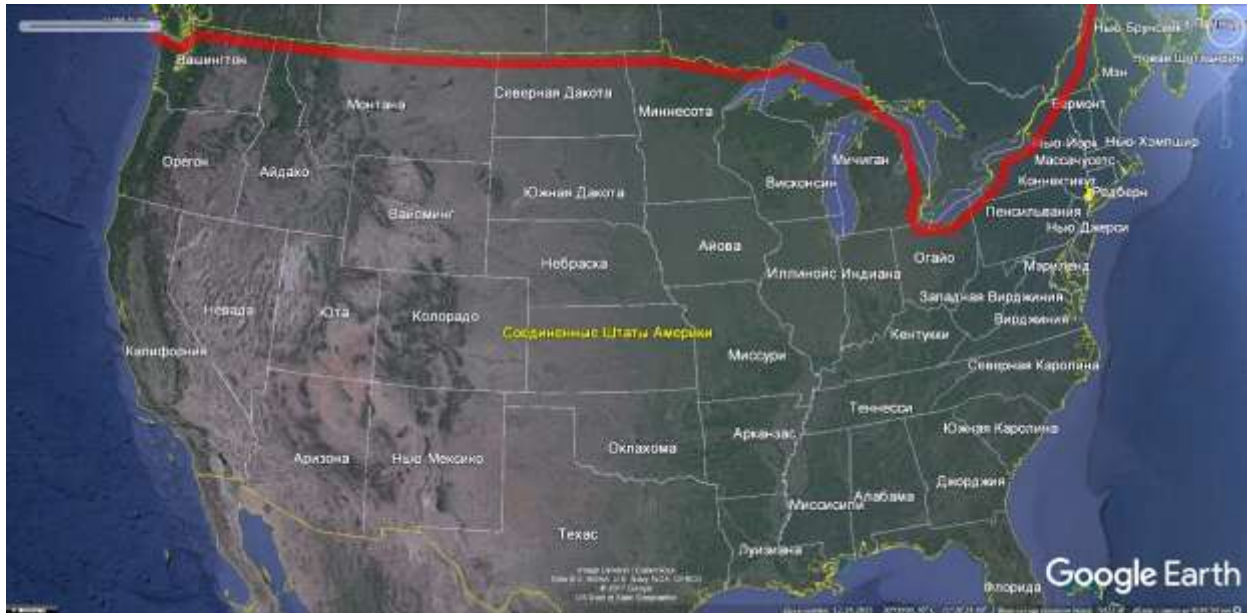 Нью-Брунсвик
Новая Шотландия
Вашингтон
Мэн
Монтана
Северная Дакота
Миннесота
Вермонт
Орегон
Айдахо
Мичиган
Нью-Йорк
Нью-Хэмпшир
Массачусетс
Висконсин
Южная Дакота
Коннектикут
Редберн
Вайоминг
Пенсильвания
Нью Джерси
Айова
Огайо
Небраска
Иллинойс
Индиана
Мэриленд
Западная Вирджиния
Невада
Юта
Колорадо
Вирджиния
Соединенные Штаты Америки
Кентукки
Калифорния
Миссури
Северная Каролина
Теннесси
Арканзас
Южная Каролина
Оклахома
Аризона
Нью-Мексико
Джорджия
Миссисипи
Алабама
Техас
Луизиана
Флорида
Google Earth